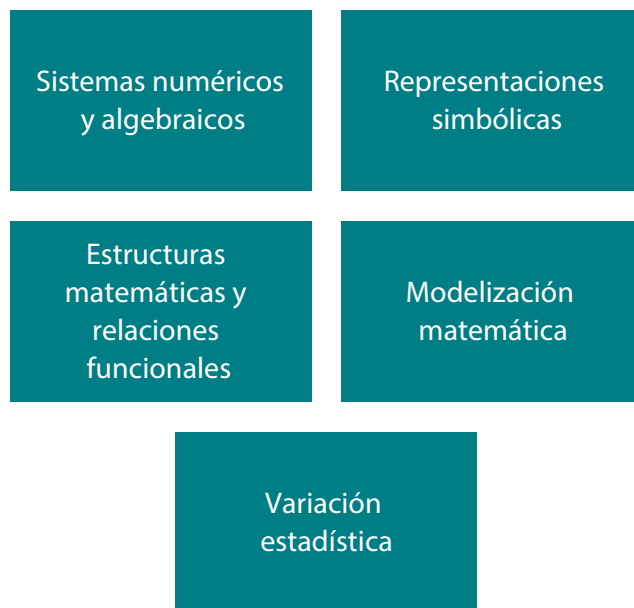 Sistemas numéricos
y algebraicos
Representaciones
simbólicas
Estructuras
matemáticas y
relaciones
funcionales
Modelización
matemática
Variación
estadística